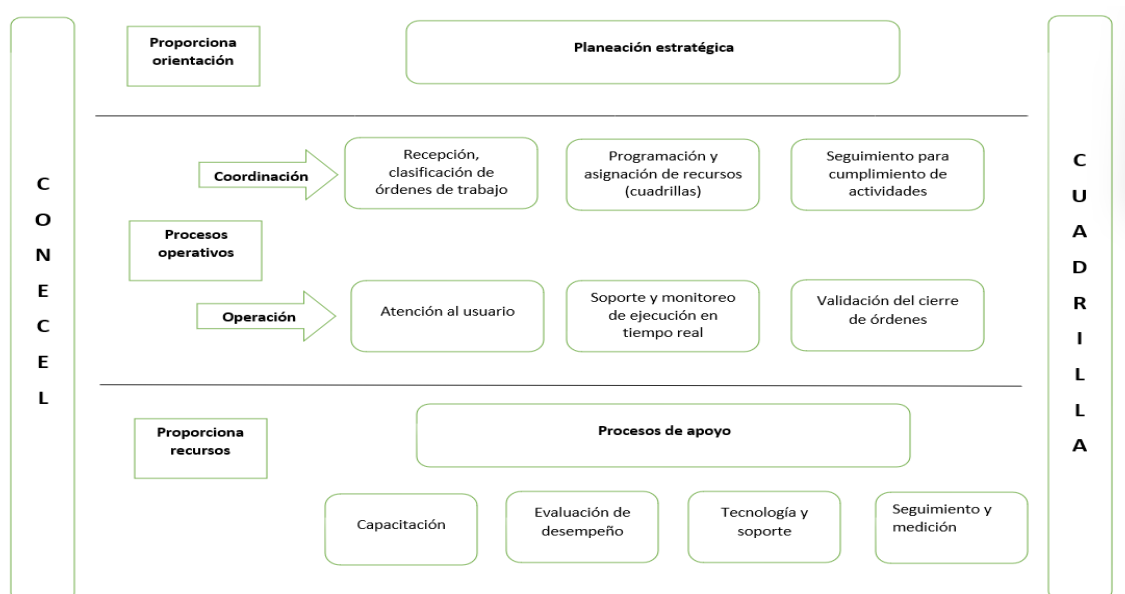 C
O
N
E
C
E
L
Proporciona
orientación
Planeación estratégica
Coordinación
Recepción,
clasificación de
órdenes de trabajo
Programación y
asignación de recursos
(cuadrillas)
Seguimiento para
cumplimiento de
actividades
Procesos
operativos
Operación
Atención al usuario
Soporte y monitoreo
de ejecución en
tiempo real
Validación del cierre
de órdenes
Proporciona
recursos
Procesos de apoyo
Capacitación
Evaluación de
desempeño
Tecnología y
soporte
Seguimiento y
medición
C
U
A
D
R
I
L
L
A